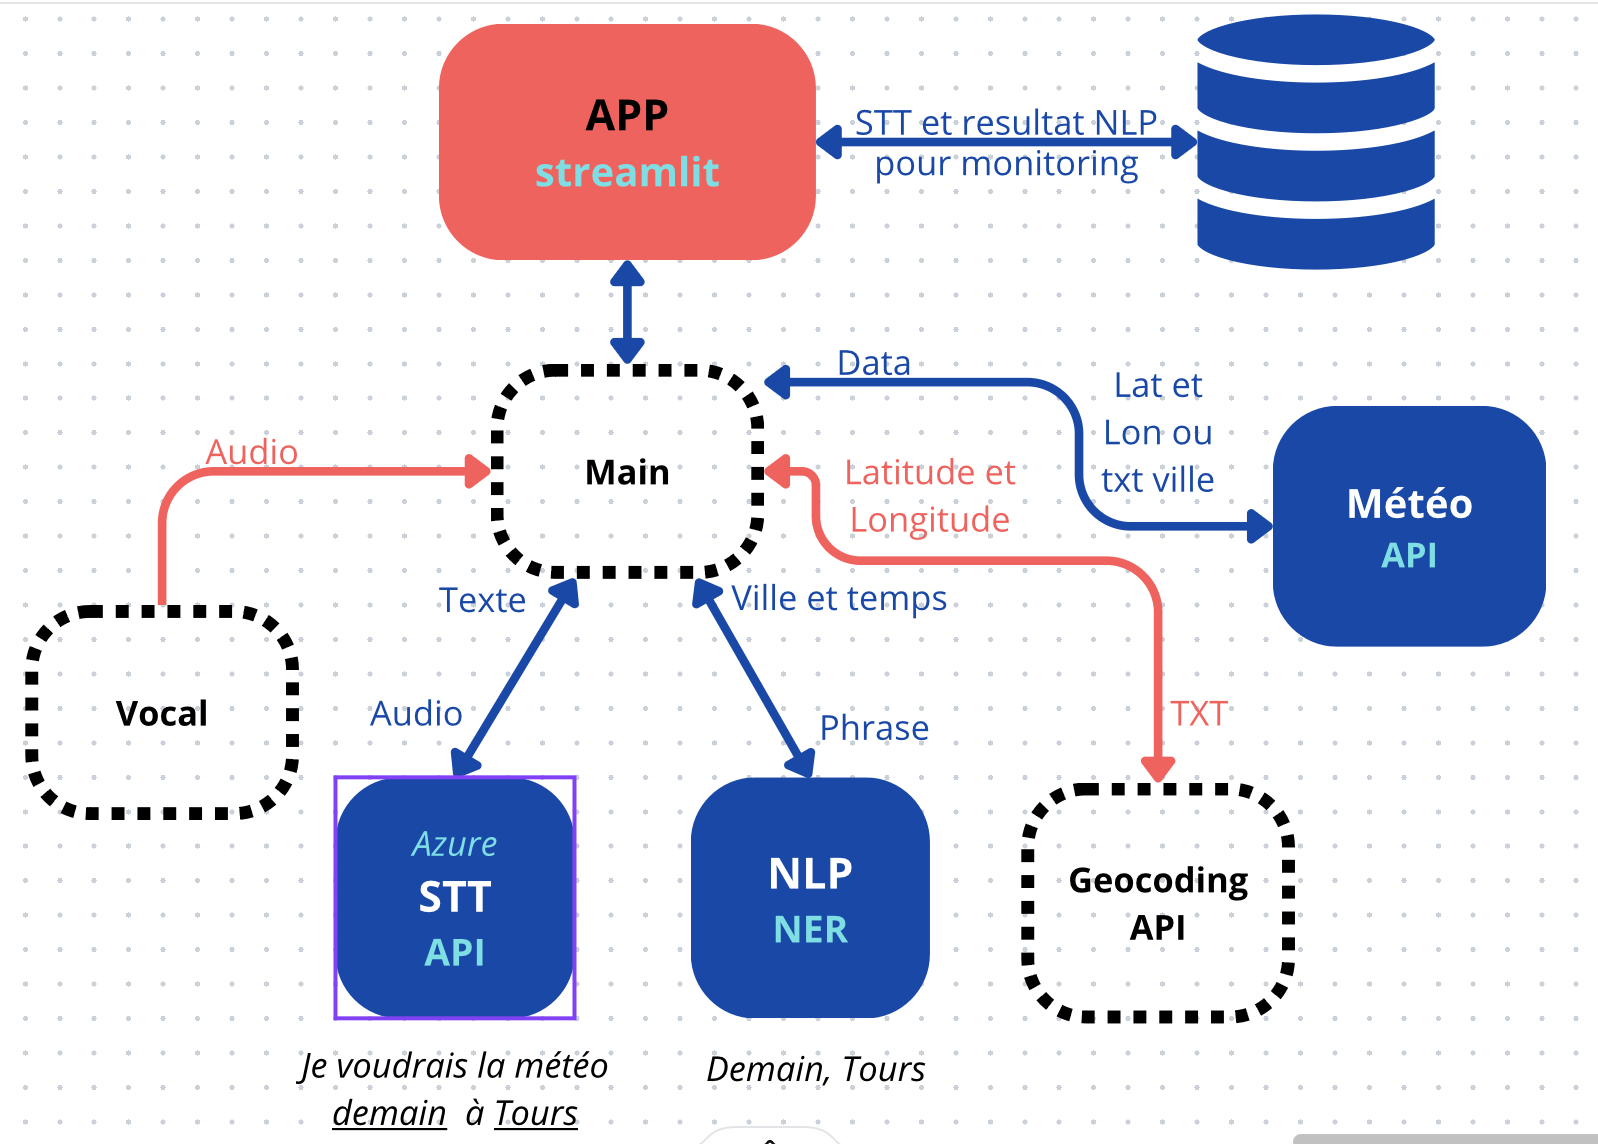 APP
streamlit
STT et resultat NLP
pour monitoring
Data
Lat et
Lon ou
txt ville
Audio
Main
Latitude et
Longitude
Météo
API
Texte
Ville et temps
Vocal
Audio
Phrase
TXT
Azure
STT
API
NLP
NER
Geocoding
API
Je voudrais la météo
demain à Tours
Demain, Tours